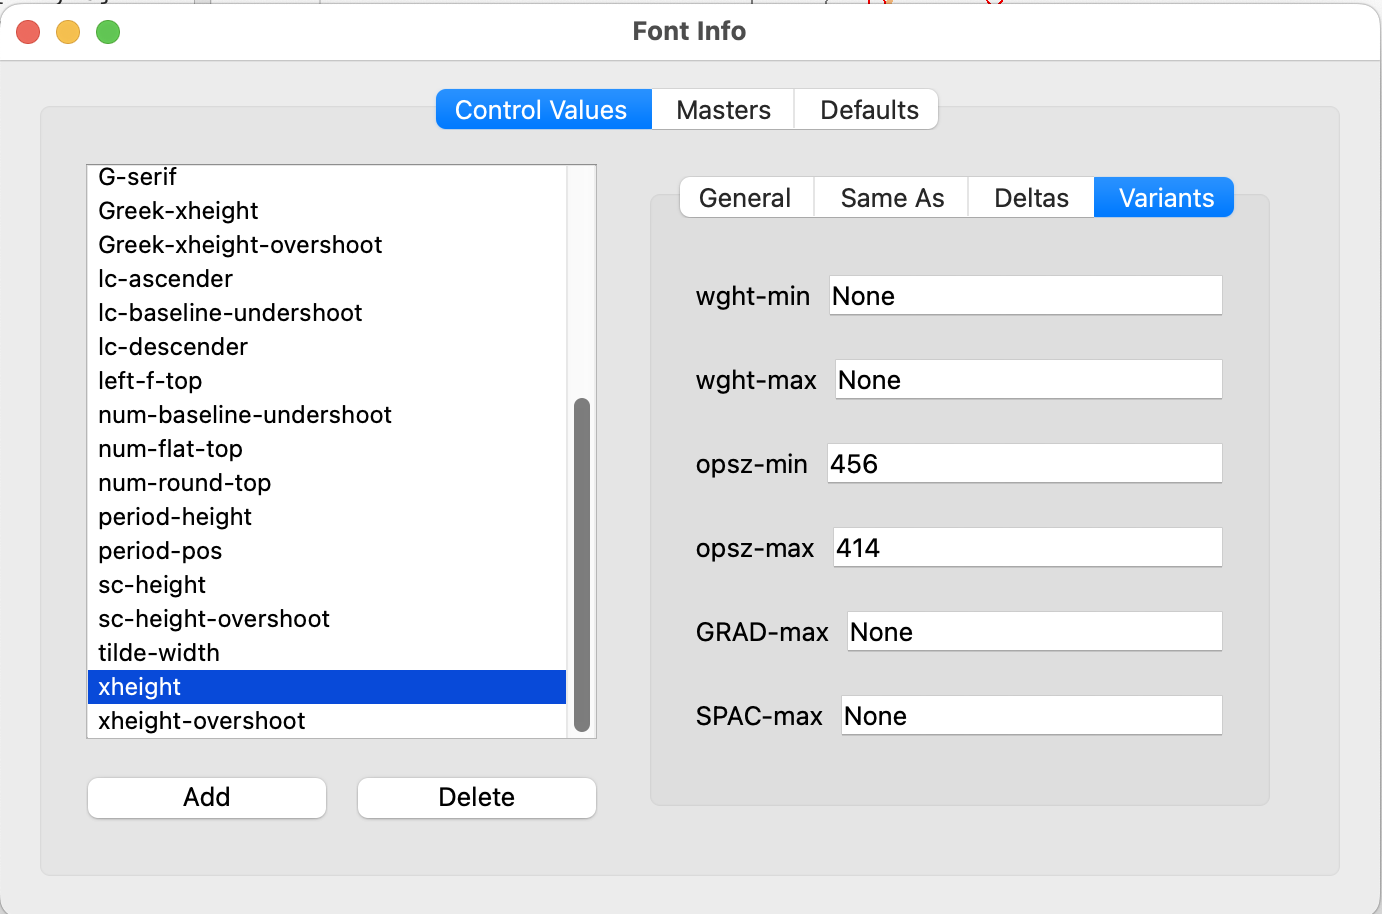 Font Info
Control Values Masters Defaults
G-serif
Greek-xheight
Greek-xheight-overshoot
lc-ascender
lc-baseline-undershoot
lc-descender
left-f-top
num-baseline-undershoot
num-flat-top
num-round-top
period-height
period-pos
sc-height
sc-height-overshoot
tilde-width
xheight
xheight-overshoot
Add Delete
General Same As Deltas Variants
wght-min None
wght-max None
opsz-min 456
opsz-max 414
GRAD-max None
SPAC-max None